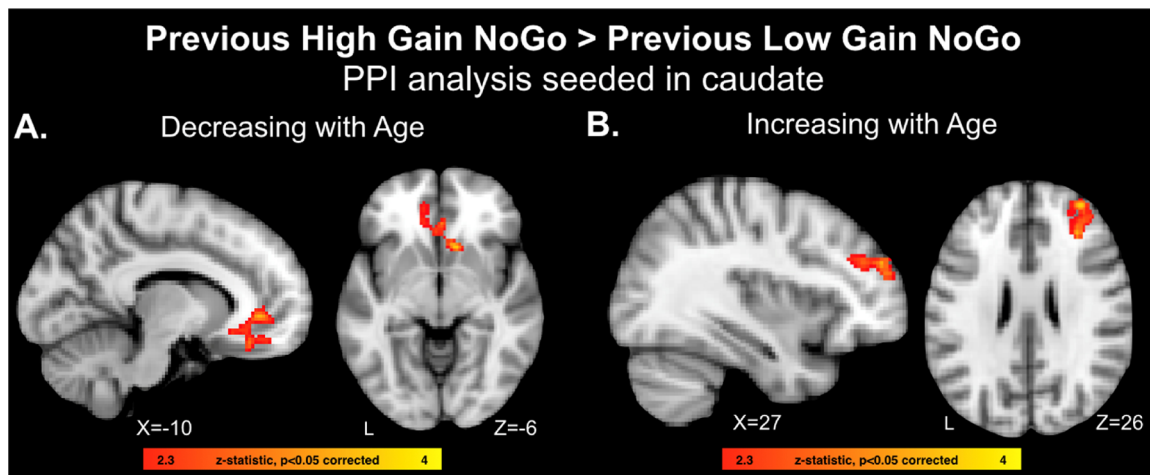 Previous High Gain NoGo > Previous Low Gain NoGo
PPI analysis seeded in caudate
A. Decreasing with Age
B. Increasing with Age
X=-10
L
Z=-6
X=27
L
Z=26
2.3 z-statistic, p<0.05 corrected 4
2.3 z-statistic, p<0.05 corrected 4